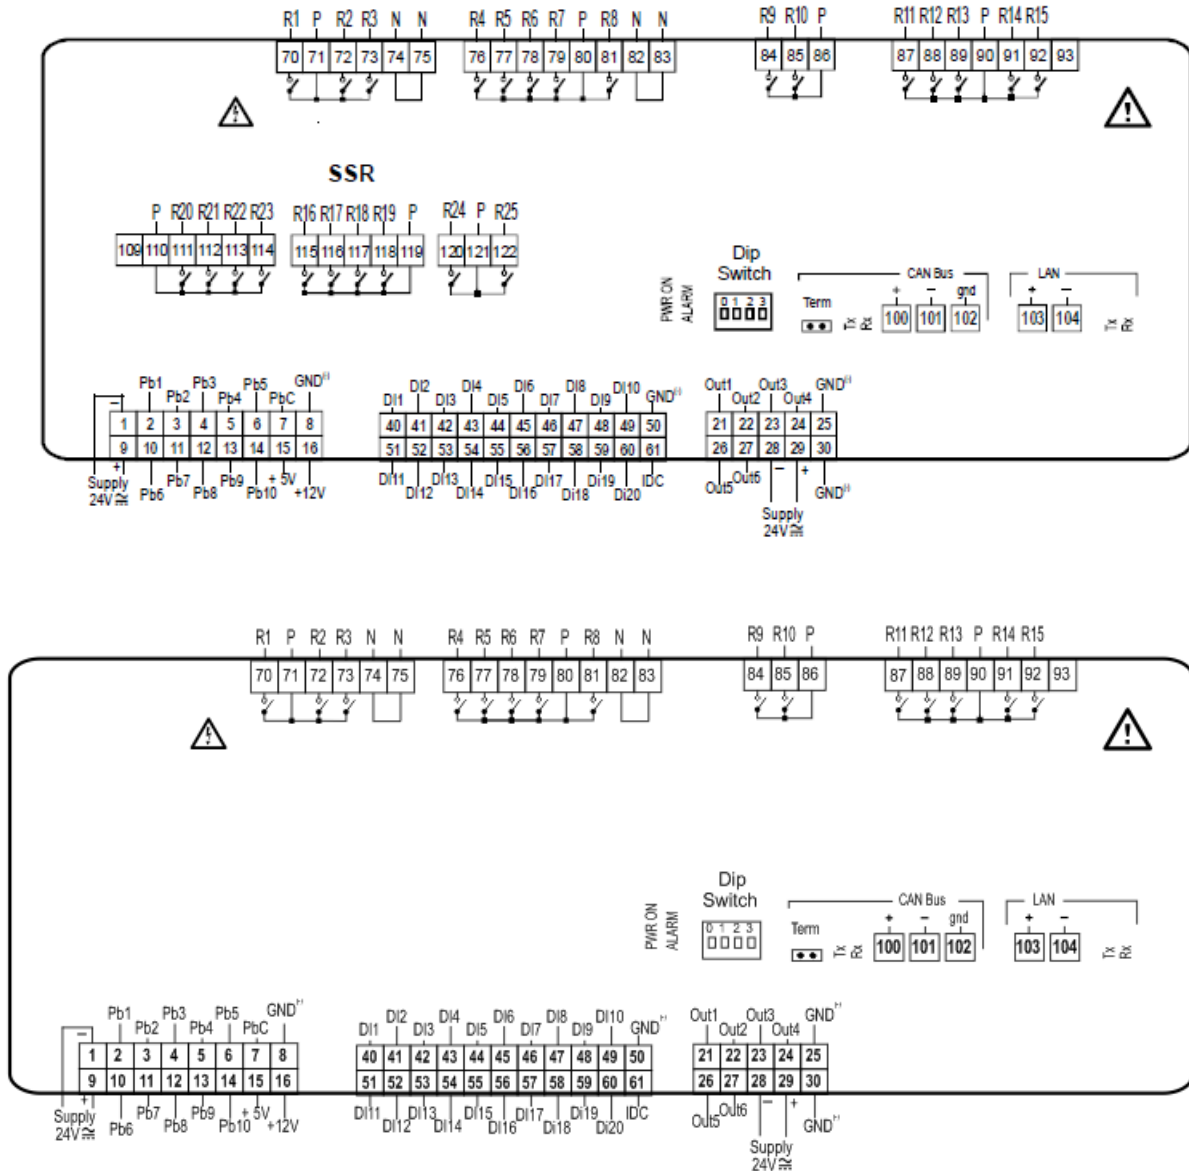 R1 P R2 R3 N N R4 R5 R6 R7 P R8 N N R9 R10 P R11 R12 R13 P R14 R15
70 71 72 73 74 75 76 77 78 79 80 81 82 83 84 85 86 87 88 89 90 91 92 93
SSR
P R20 R21 R22 R23 R16 R17 R18 R19 P R24 P R25
109 110 111 112 113 114 115 116 117 118 119 120 121 122
Dip
Switch
PWR ON
ALARM
0 1 2 3
Term
Tx
Rx
CAN Bus
+ − gnd
100 101 102
LAN
+ −
103 104
Tx
Rx
Pb1 Pb3 Pb5 GND(-)
Pb2 Pb4 PbC
−
1 2 3 4 5 6 7 8
9 10 11 12 13 14 15 16
+
Supply
24V
Pb7 Pb9 + 5V
Pb6 Pb8 Pb10 +12V
DI2 DI4 DI6 DI8 DI10
DI1 DI3 DI5 DI7 DI9 GND(-)
40 41 42 43 44 45 46 47 48 49 50
51 52 53 54 55 56 57 58 59 60 61
DI11 DI13 DI15 DI17 Di19 IDC
DI12 DI14 DI16 Di18 Di20
Out1 Out3 GND(-)
Out2 Out4
21 22 23 24 25
26 27 28 29 30
Out5 Out6 − + GND(-)
Supply
24V
R1 P R2 R3 N N R4 R5 R6 R7 P R8 N N R9 R10 P R11 R12 R13 P R14 R15
70 71 72 73 74 75 76 77 78 79 80 81 82 83 84 85 86 87 88 89 90 91 92 93
Dip
Switch
PWR ON
ALARM
0 1 2 3
Term
Tx
Rx
CAN Bus
+ − gnd
100 101 102
LAN
+ −
103 104
Tx
Rx
Pb1 Pb3 Pb5 GND
Pb2 Pb4 PbC
−
1 2 3 4 5 6 7 8
9 10 11 12 13 14 15 16
+
Supply
24V
Pb7 Pb9 + 5V
Pb6 Pb8 Pb10 +12V
DI2 DI4 DI6 DI8 DI10
DI1 DI3 DI5 DI7 DI9 GND
40 41 42 43 44 45 46 47 48 49 50
51 52 53 54 55 56 57 58 59 60 61
DI11 DI13 DI15 DI17 Di19 IDC
DI12 DI14 DI16 Di18 Di20
Out1 Out3 GND
Out2 Out4
21 22 23 24 25
26 27 28 29 30
Out5 Out6 − + GND
Supply
24V